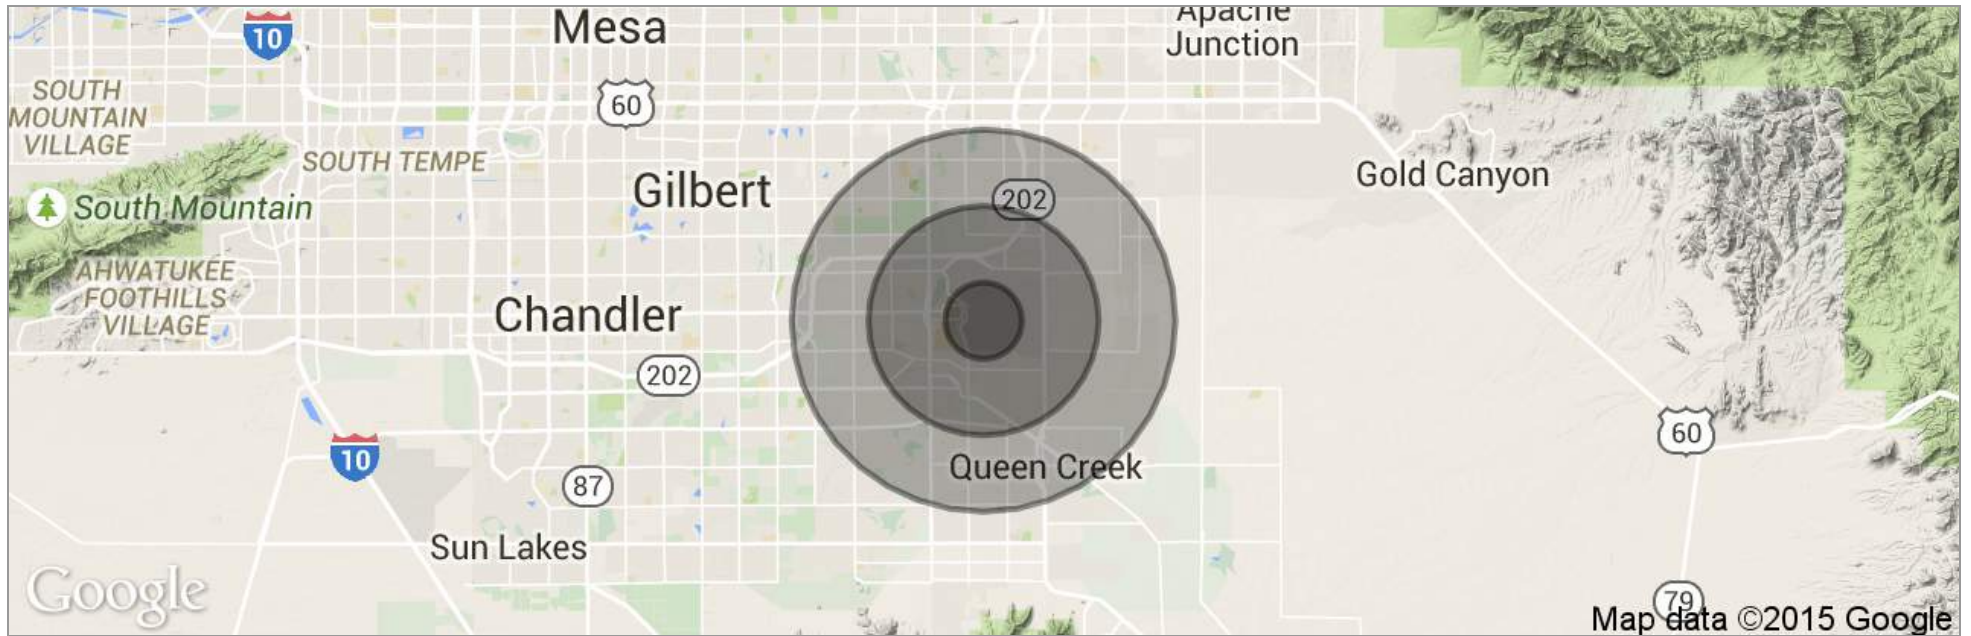 Mesa
Apache
Junction
10
60
SOUTH
MOUNTAIN
VILLAGE
SOUTH TEMPE
Gold Canyon
Gilbert
South Mountain
202
AHWATUKEE
FOOTHILLS
VILLAGE
Chandler
202
60
10
Queen Creek
87
Sun Lakes
Google
79
Map data ©2015 Google